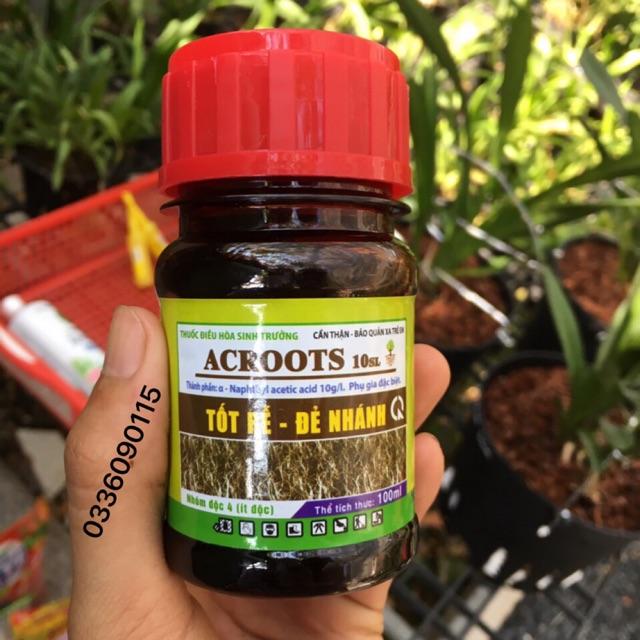 THUỐC ĐIỀU HÒA SINH TRƯỞNG
CẨN THẬN - BẢO QUẢN XA TRẺ EM
ACROOTS 10SL
Thành phần: α - Naphthyl acetic acid 10g/l. Phụ gia đặc biệt.
TỐT RỄ - ĐẺ NHÁNH
Nhóm độc 4 (ít độc)
Thể tích thực: 100ml
0336090115